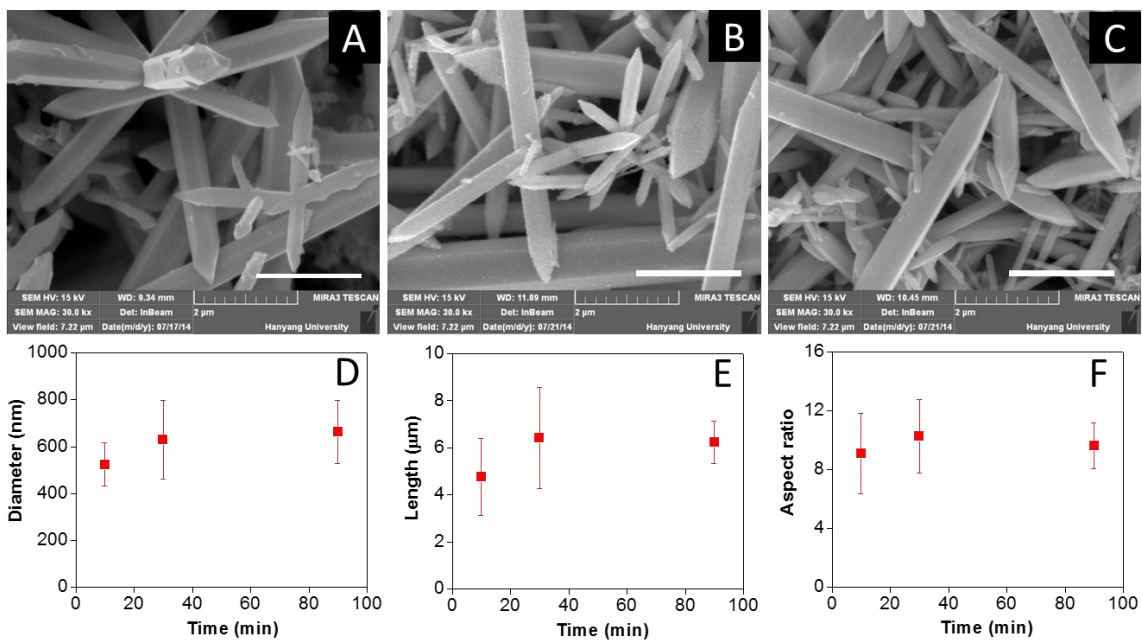 A
SEM HV: 15 kV WD: 9.34 mm MIRA3 TESCAN
SEM MAG: 30.0 kx Det: InBeam 2 µm
View field: 7.22 µm Date(m/d/y): 07/17/14 Hanyang University
B
SEM HV: 15 kV WD: 11.09 mm MIRA3 TESCAN
SEM MAG: 30.0 kx Det: InBeam 2 µm
View field: 7.22 µm Date(m/d/y): 07/21/14 Hanyang University
C
SEM HV: 15 kV WD: 10.45 mm MIRA3 TESCAN
SEM MAG: 30.0 kx Det: InBeam 2 µm
View field: 7.22 µm Date(m/d/y): 07/21/14 Hanyang University
D
Diameter (nm)
1000
800
600
400
200
0
0 20 40 60 80 100
Time (min)
E
Length (µm)
10
8
6
4
2
0
0 20 40 60 80 100
Time (min)
F
Aspect ratio
16
12
8
4
0
0 20 40 60 80 100
Time (min)